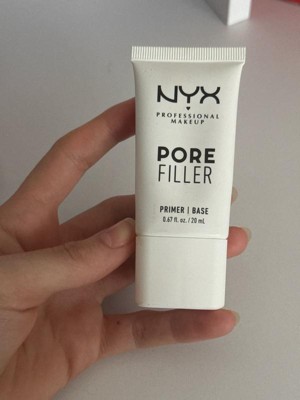 NYX
PROFESSIONAL
MAKEUP
PORE
FILLER
PRIMER | BASE
0.67 fl. oz. / 20 mL